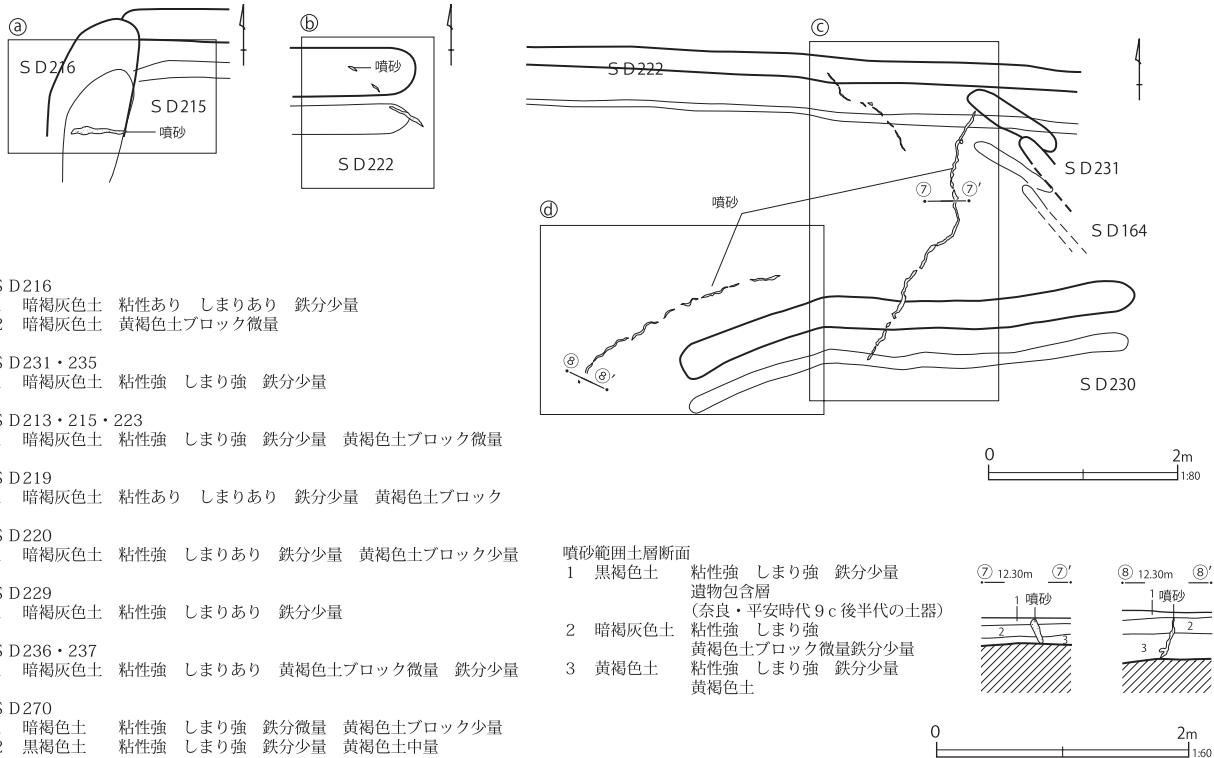 ⓐ
ＳＤ216
ＳＤ215
噴砂
ⓑ
噴砂
ＳＤ222
ⓒ
ＳＤ222
ＳＤ231
ＳＤ164
⑦ ⑦′
噴砂
ⓓ
⑧ ⑧′
ＳＤ230
0 2m
1:80
ＳＤ216
暗褐灰色土　粘性あり　しまりあり　鉄分少量
2　暗褐灰色土　黄褐色土ブロック微量
ＳＤ231・235
暗褐灰色土　粘性強　しまり強　鉄分少量
ＳＤ213・215・223
暗褐灰色土　粘性強　しまり強　鉄分少量　黄褐色土ブロック微量
ＳＤ219
暗褐灰色土　粘性あり　しまりあり　鉄分少量　黄褐色土ブロック
ＳＤ220
暗褐灰色土　粘性強　しまりあり　鉄分少量　黄褐色土ブロック少量
ＳＤ229
暗褐灰色土　粘性強　しまりあり　鉄分少量
ＳＤ236・237
暗褐灰色土　粘性強　しまりあり　黄褐色土ブロック微量　鉄分少量
ＳＤ270
暗褐色土　粘性強　しまり強　鉄分微量　黄褐色土ブロック少量
2　黒褐色土　粘性強　しまり強　鉄分少量　黄褐色土中量
噴砂範囲土層断面
1　黒褐色土　粘性強　しまり強　鉄分少量
遺物包含層
（奈良・平安時代９c後半代の土器）
2　暗褐灰色土　粘性強　しまり強
黄褐色土ブロック微量鉄分少量
3　黄褐色土　粘性強　しまり強　鉄分少量
黄褐色土
⑦ 12.30m ⑦′
1 噴砂
2
3
⑧ 12.30m ⑧′
1 噴砂
2
3
0 2m
1:60